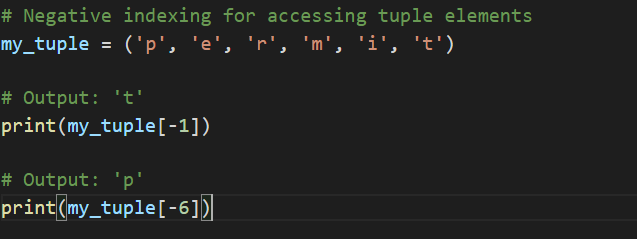 # Negative indexing for accessing tuple elements
my_tuple = ('p', 'e', 'r', 'm', 'i', 't')
# Output: 't'
print(my_tuple[-1])
# Output: 'p'
print(my_tuple[-6])